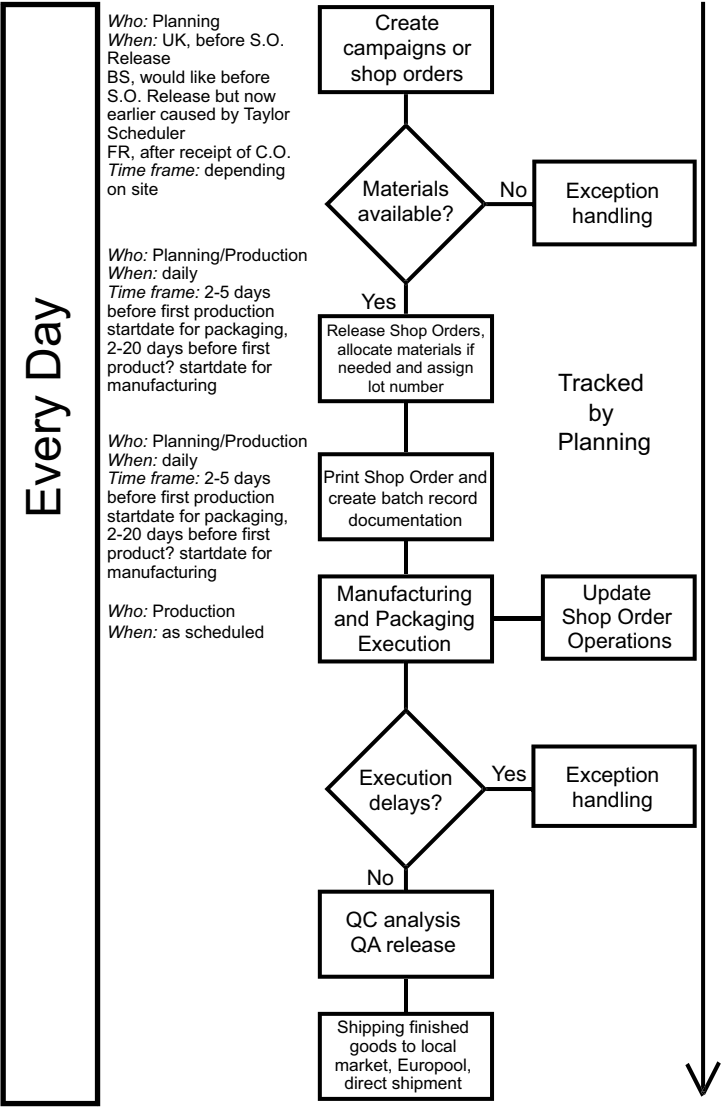 Every Day
Who: Planning
When: UK, before S.O.
Release
BS, would like before
S.O. Release but now
earlier caused by Taylor
Scheduler
FR, after receipt of C.O.
Time frame: depending
on site
Create
campaigns or
shop orders
Materials
available?
No
Exception
handling
Yes
Who: Planning/Production
When: daily
Time frame: 2-5 days
before first production
startdate for packaging,
2-20 days before first
product? startdate for
manufacturing
Release Shop Orders,
allocate materials if
needed and assign
lot number
Tracked
by
Planning
Who: Planning/Production
When: daily
Time frame: 2-5 days
before first production
startdate for packaging,
2-20 days before first
product? startdate for
manufacturing
Print Shop Order and
create batch record
documentation
Who: Production
When: as scheduled
Manufacturing
and Packaging
Execution
Update
Shop Order
Operations
Execution
delays?
Yes
Exception
handling
No
QC analysis
QA release
Shipping finished
goods to local
market, Europool,
direct shipment